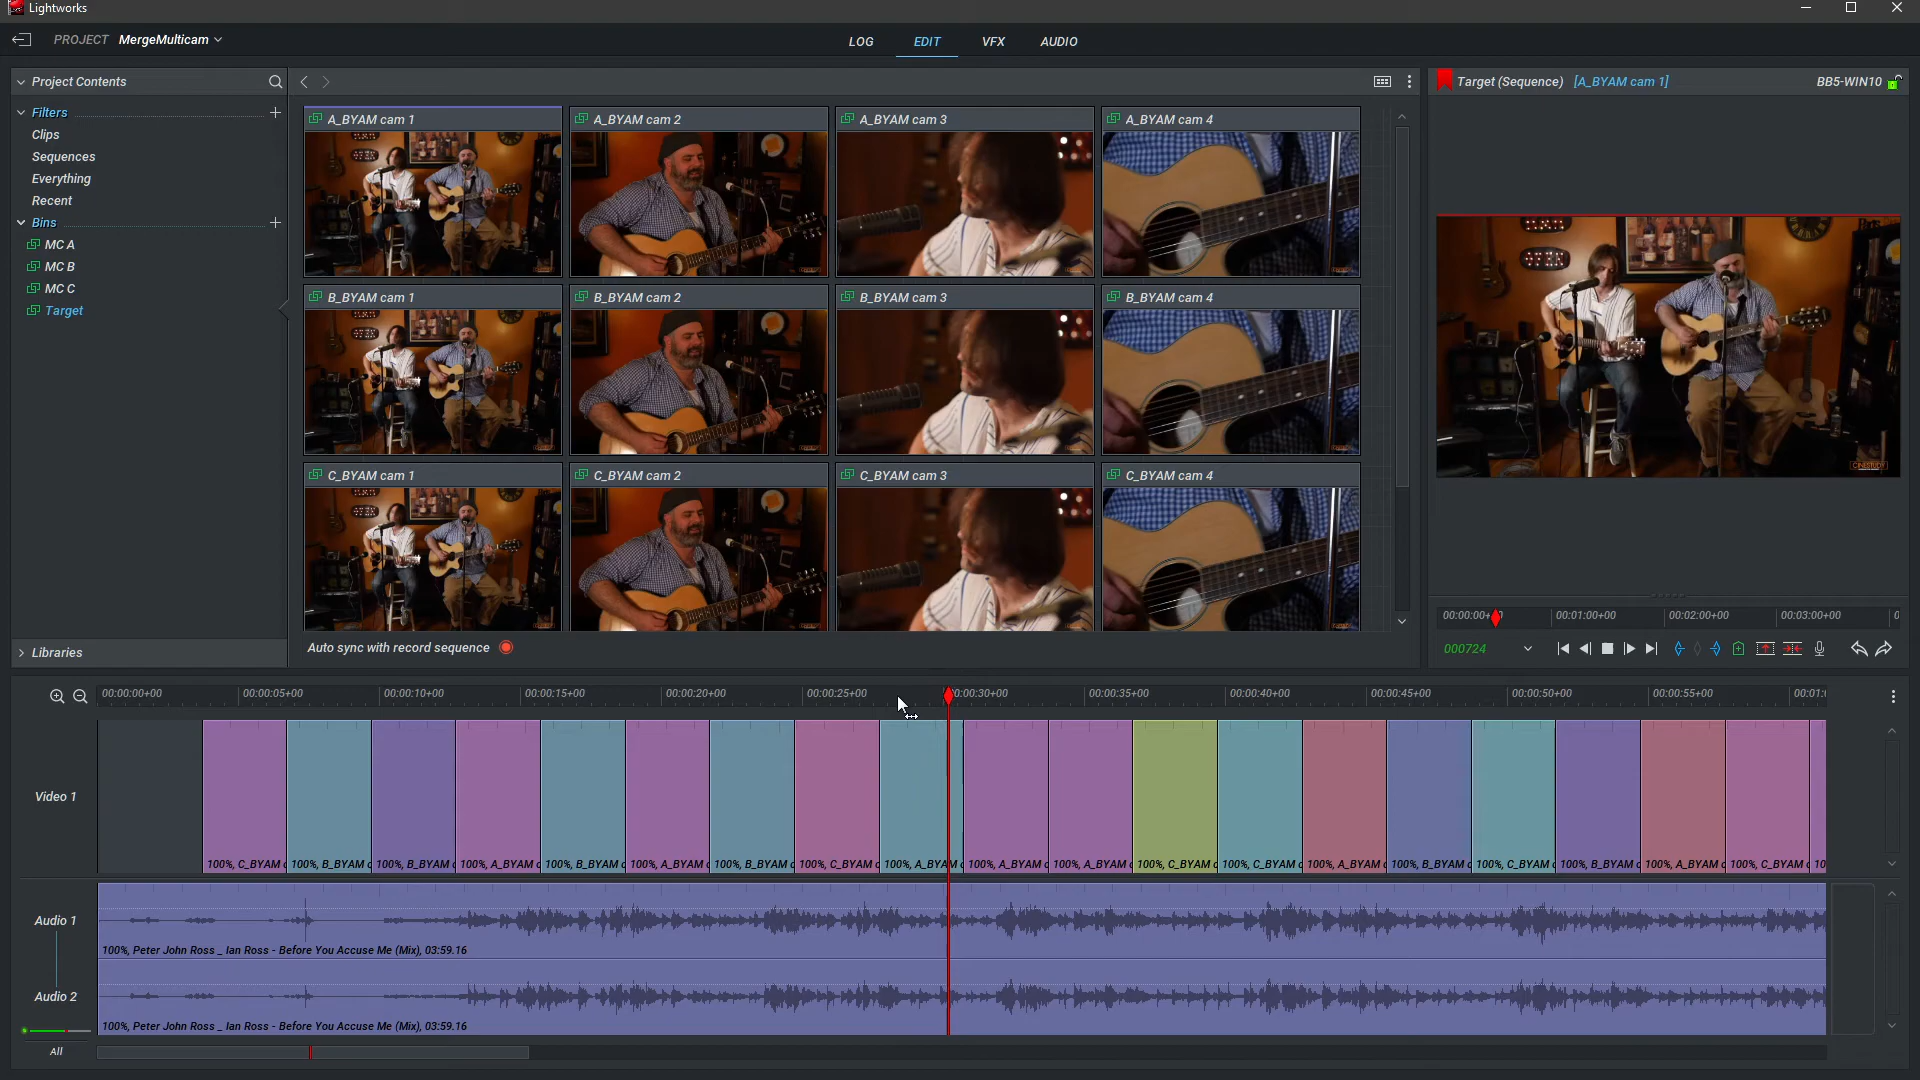 Lightworks
PROJECT MergeMulticam
LOG EDIT VFX AUDIO
Project Contents
Target (Sequence) [A_BYAM cam 1] BB5-WIN10
Filters
Clips
Sequences
Everything
Recent
Bins
MC A
MC B
MC C
Target
Libraries
A_BYAM cam 1
A_BYAM cam 2
A_BYAM cam 3
A_BYAM cam 4
B_BYAM cam 1
B_BYAM cam 2
B_BYAM cam 3
B_BYAM cam 4
C_BYAM cam 1
C_BYAM cam 2
C_BYAM cam 3
C_BYAM cam 4
Auto sync with record sequence
CINESTUDY
00:01:00+00 00:02:00+00 00:03:00+00
000724
00:00:00+00 00:00:05+00 00:00:10+00 00:00:15+00 00:00:20+00 00:00:25+00 00:00:30+00 00:00:35+00 00:00:40+00 00:00:45+00 00:00:50+00 00:00:55+00
Video 1
100%, C_BYAM 100%, B_BYAM 100%, B_BYAM 100%, A_BYAM 100%, B_BYAM 100%, A_BYAM 100%, B_BYAM 100%, C_BYAM 100%, A_BYAM 100%, A_BYAM 100%, A_BYAM 100%, C_BYAM 100%, C_BYAM 100%, A_BYAM 100%, B_BYAM 100%, C_BYAM 100%, B_BYAM 100%, A_BYAM 100%, C_BYAM 10
Audio 1
100%, Peter John Ross _ Ian Ross - Before You Accuse Me (Mix), 03:59.16
Audio 2
100%, Peter John Ross _ Ian Ross - Before You Accuse Me (Mix), 03:59.16
All